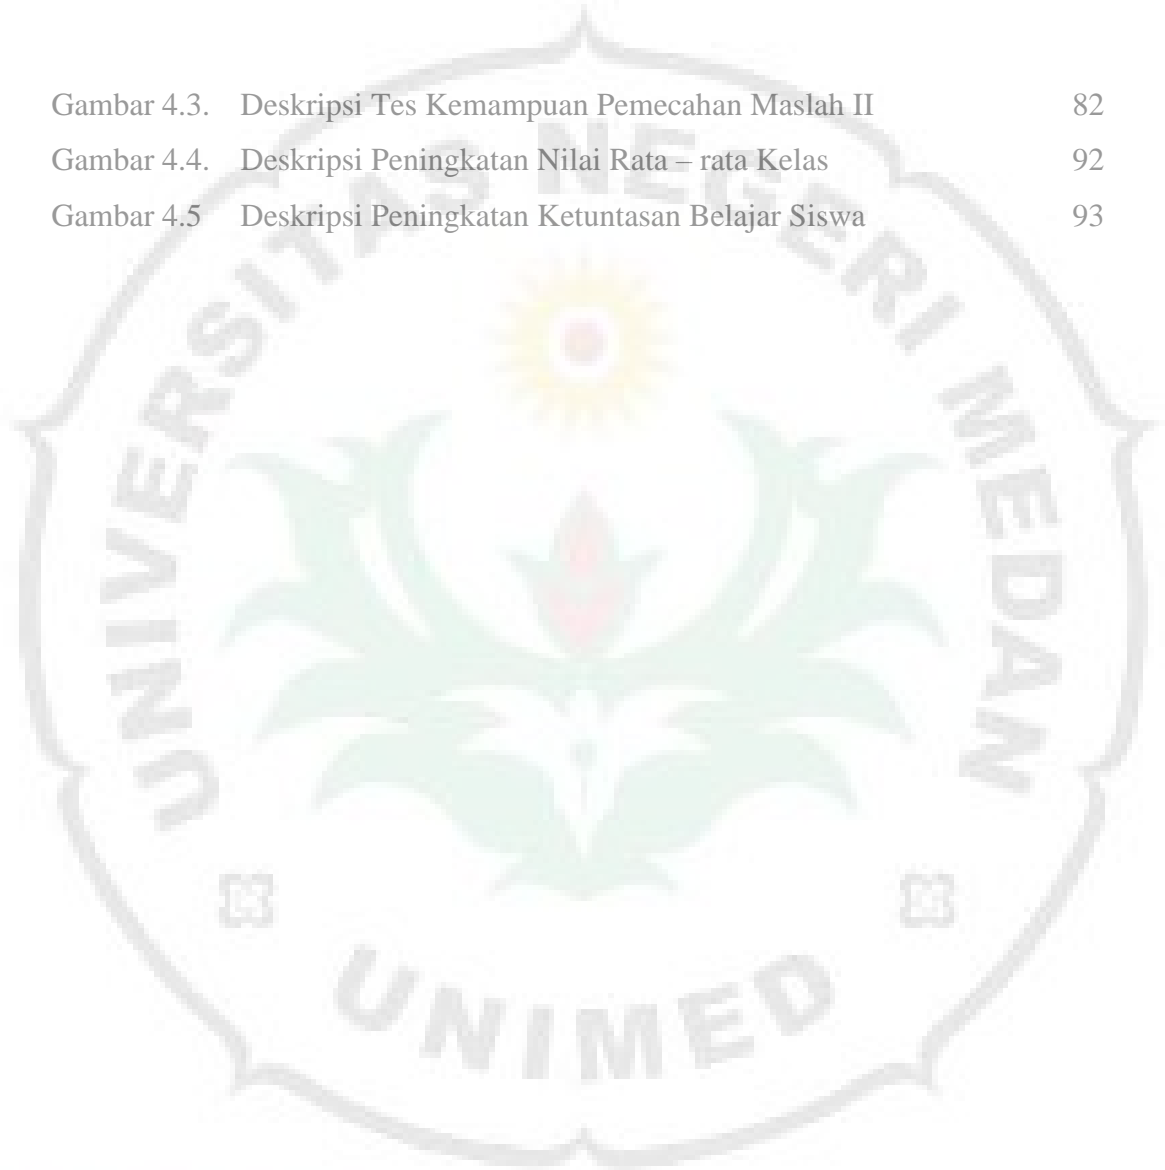 Gambar 4.3. Deskripsi Tes Kemampuan Pemecahan Maslah II 82
Gambar 4.4. Deskripsi Peningkatan Nilai Rata – rata Kelas 92
Gambar 4.5 Deskripsi Peningkatan Ketuntasan Belajar Siswa 93
UNIVERSITAS NEGERI MEDAN
UNIMED